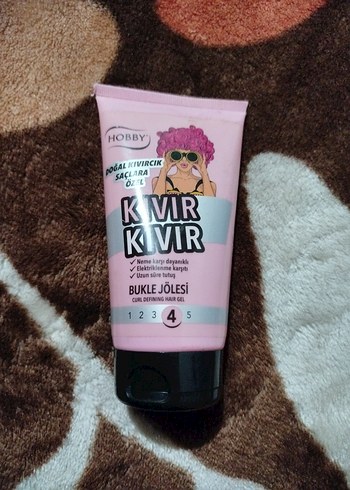 HOBBY
DOĞAL KIVIRCIK
SAÇLARA
ÖZEL
KIVIR
KIVIR
✓ Neme karşı dayanıklı
✓ Elektriklenme karşıtı
✓ Uzun süre tutuş
BUKLE JÖLESİ
CURL DEFINING HAIR GEL
1 2 3 4 5